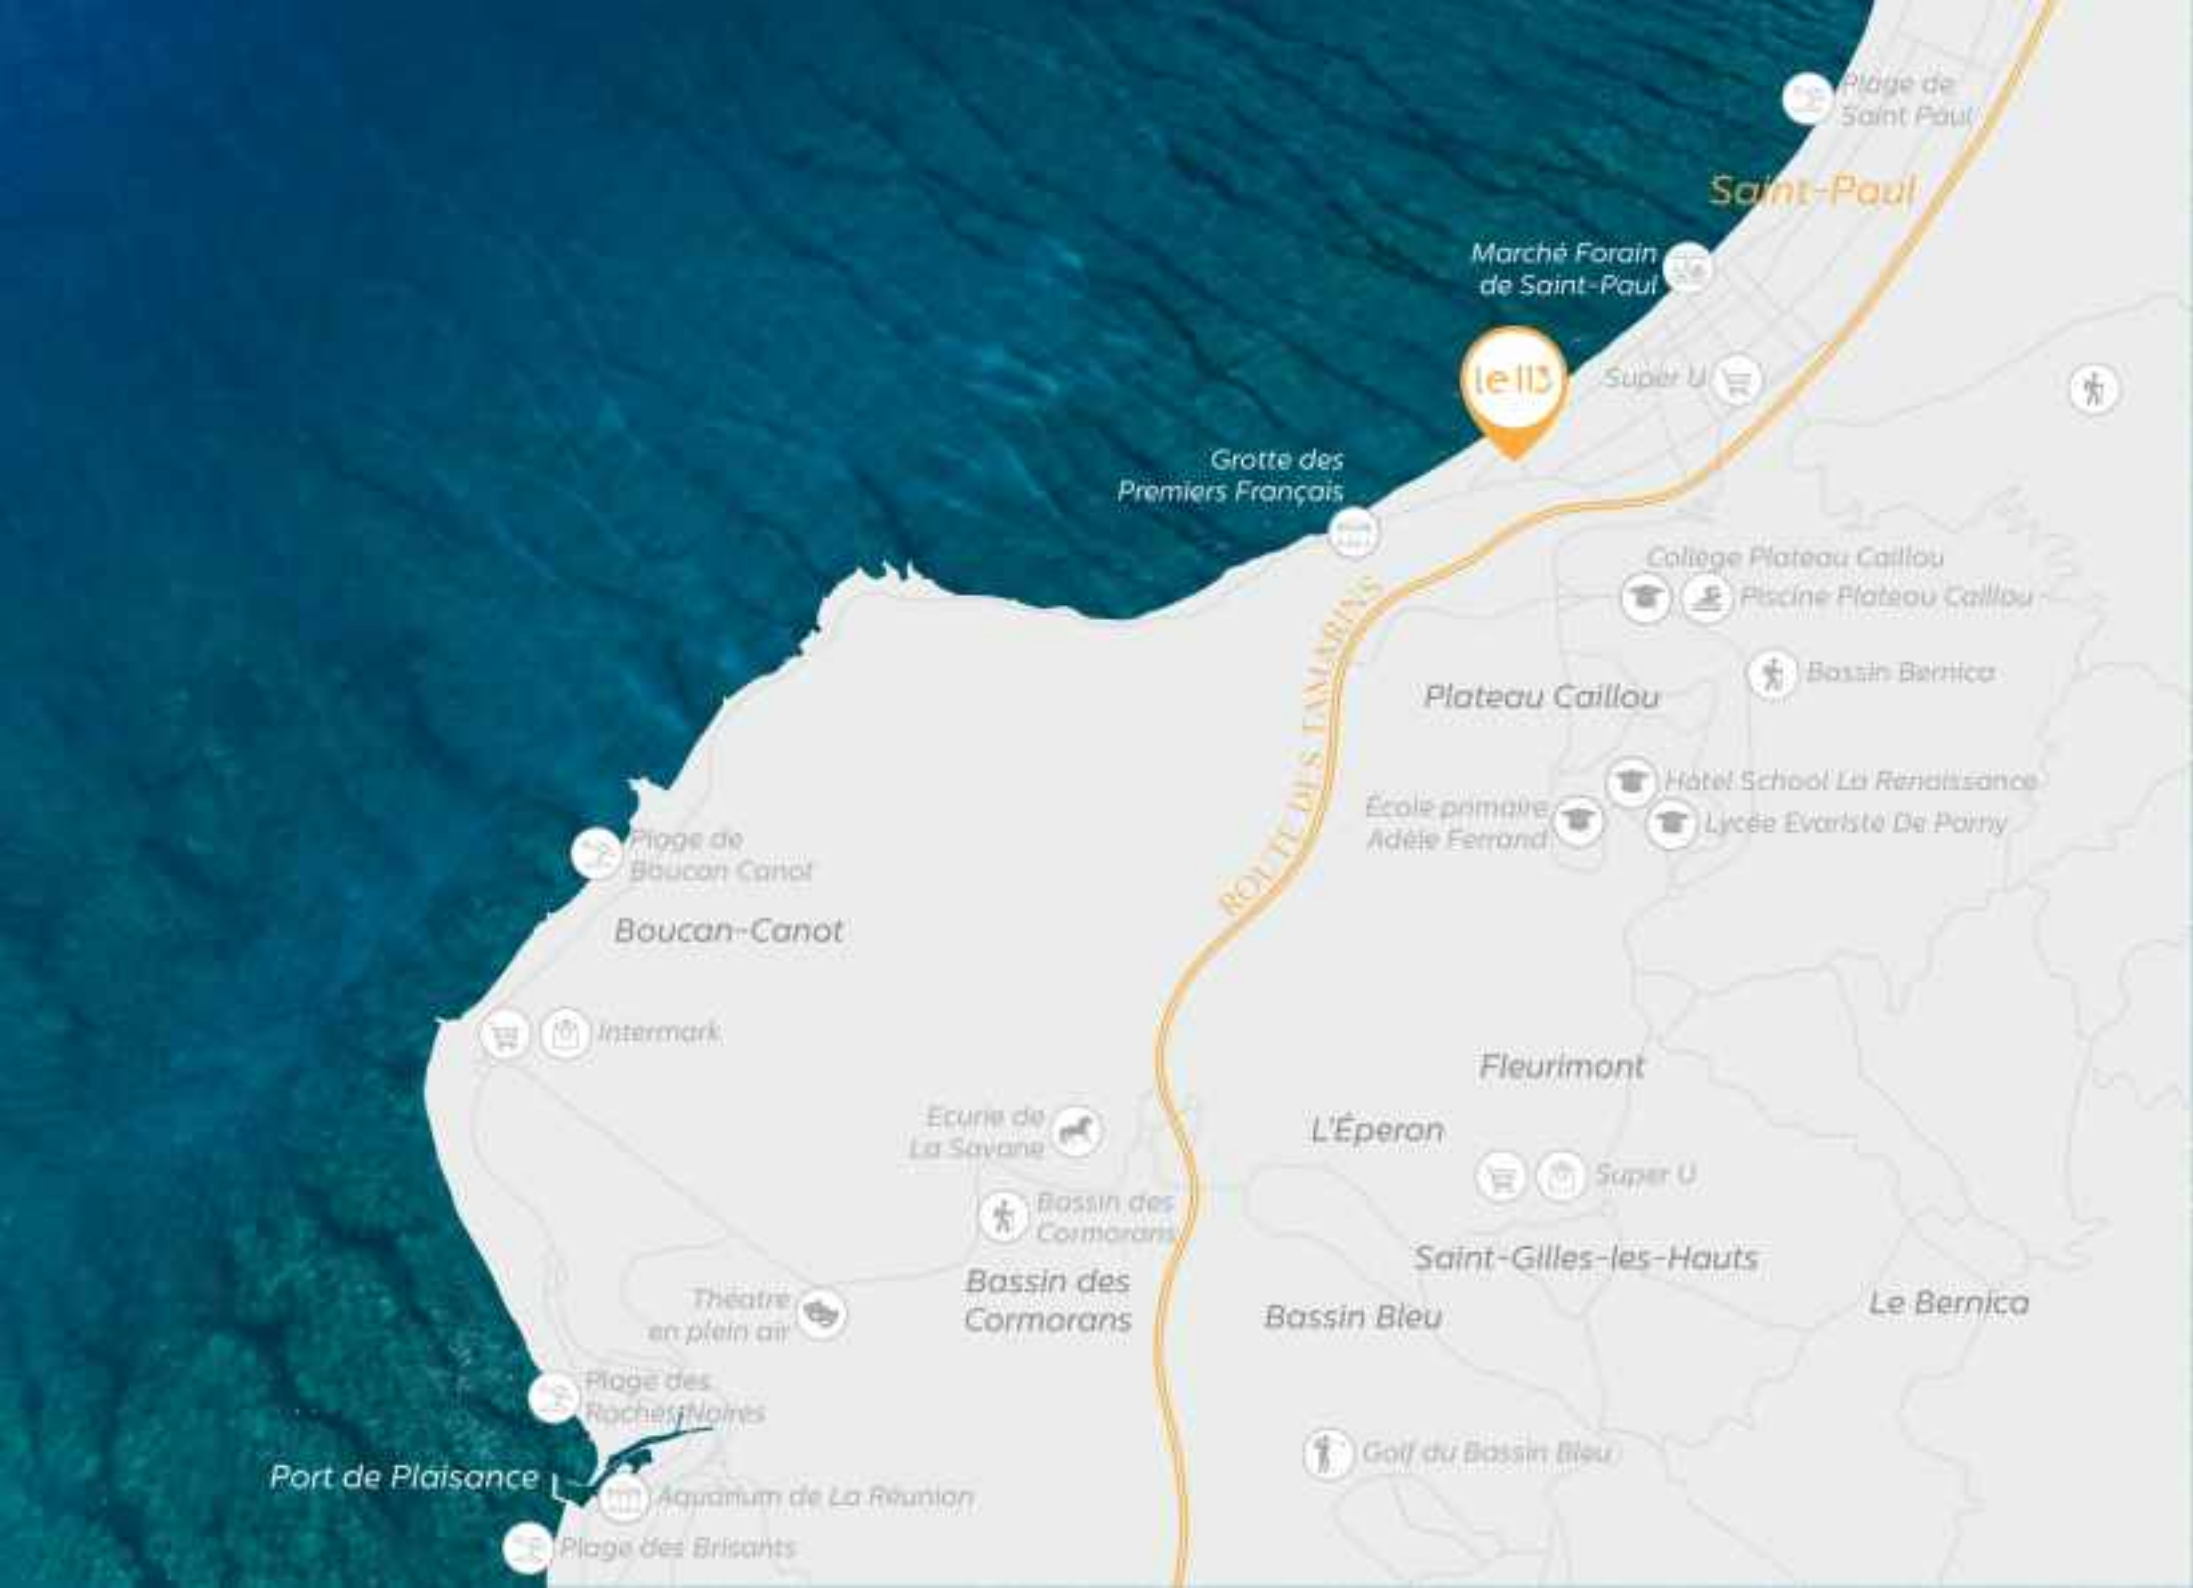 Plage de
Saint Paul
Saint-Paul
Marché Forain
de Saint-Paul
le 113
Super U
Grotte des
Premiers Français
Collège Plateau Caillou
Piscine Plateau Caillou
ROUTE DES TAMARINS
Bassin Bernica
Plateau Caillou
Hôtel School La Renaissance
École primaire
Adèle Ferrand
Lycée Evariste De Parny
Plage de
Boucan Canot
Boucan-Canot
Intermark
Fleurimont
Ecurie de
La Savane
L'Éperon
Super U
Bassin des
Cormorans
Saint-Gilles-les-Hauts
Bassin des
Cormorans
Le Bernica
Théatre
en plein air
Bassin Bleu
Plage des
Roches Noires
Golf du Bassin Bleu
Port de Plaisance
Aquarium de La Réunion
Plage des Brisants